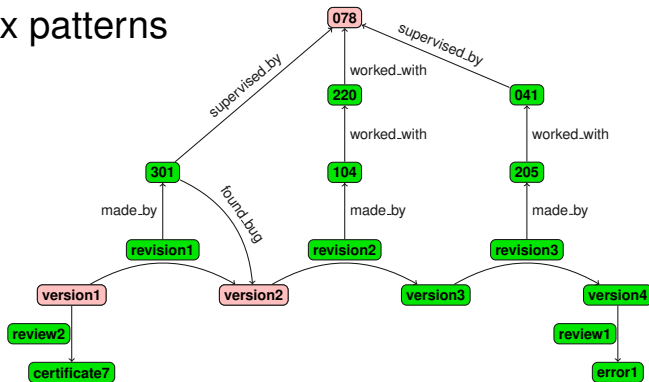 x patterns
078
supervised_by
supervised_by
worked_with
220
041
worked_with
worked_with
301
104
205
made_by
found_bug
made_by
made_by
revision1
revision2
revision3
version1
version2
version3
version4
review2
review1
certificate7
error1